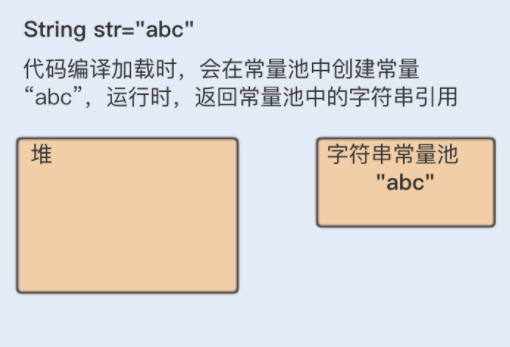 String str="abc"
代码编译加载时，会在常量池中创建常量
“abc”，运行时，返回常量池中的字符串引用
堆
字符串常量池
"abc"